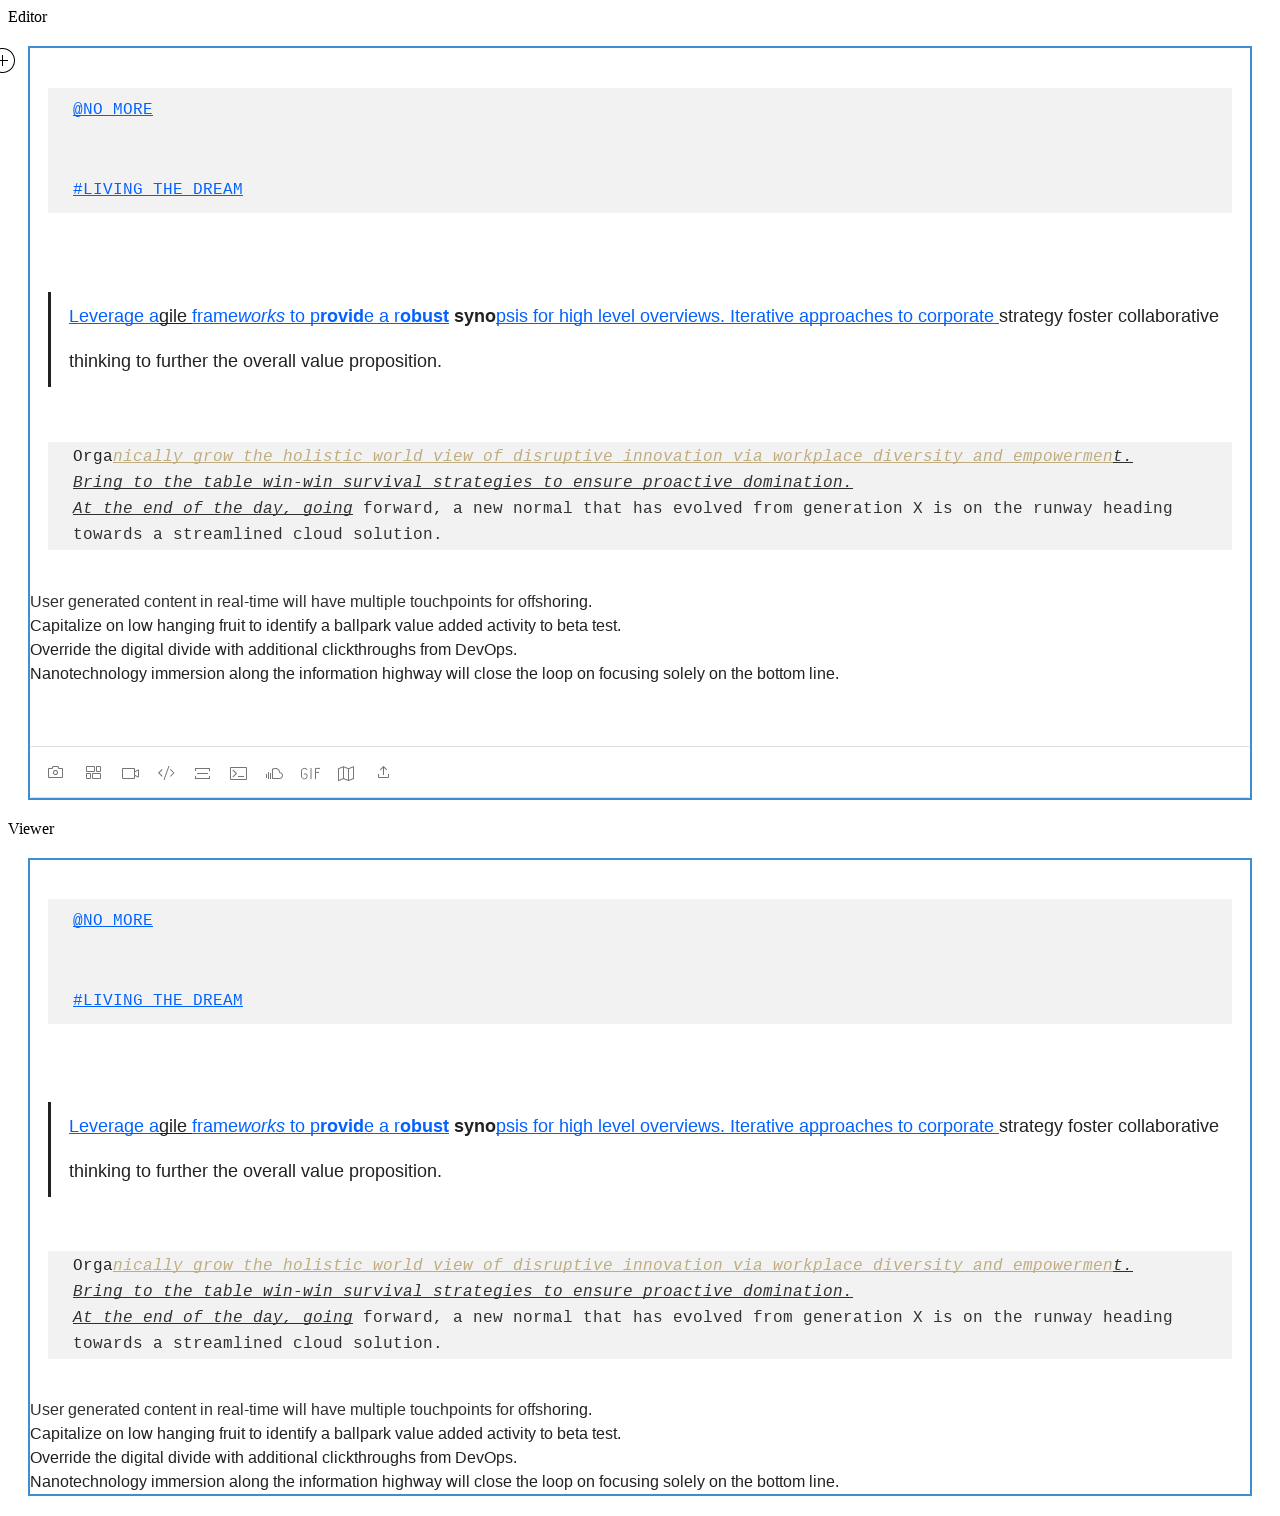 Editor
@NO MORE
#LIVING THE DREAM
Leverage agile frameworks to provide a robust synopsis for high level overviews. Iterative approaches to corporate strategy foster collaborative
thinking to further the overall value proposition.
Organically grow the holistic world view of disruptive innovation via workplace diversity and empowerment.
Bring to the table win-win survival strategies to ensure proactive domination.
At the end of the day, going forward, a new normal that has evolved from generation X is on the runway heading
towards a streamlined cloud solution.
User generated content in real-time will have multiple touchpoints for offshoring.
Capitalize on low hanging fruit to identify a ballpark value added activity to beta test.
Override the digital divide with additional clickthroughs from DevOps.
Nanotechnology immersion along the information highway will close the loop on focusing solely on the bottom line.
GIF
Viewer
@NO MORE
#LIVING THE DREAM
Leverage agile frameworks to provide a robust synopsis for high level overviews. Iterative approaches to corporate strategy foster collaborative
thinking to further the overall value proposition.
Organically grow the holistic world view of disruptive innovation via workplace diversity and empowerment.
Bring to the table win-win survival strategies to ensure proactive domination.
At the end of the day, going forward, a new normal that has evolved from generation X is on the runway heading
towards a streamlined cloud solution.
User generated content in real-time will have multiple touchpoints for offshoring.
Capitalize on low hanging fruit to identify a ballpark value added activity to beta test.
Override the digital divide with additional clickthroughs from DevOps.
Nanotechnology immersion along the information highway will close the loop on focusing solely on the bottom line.